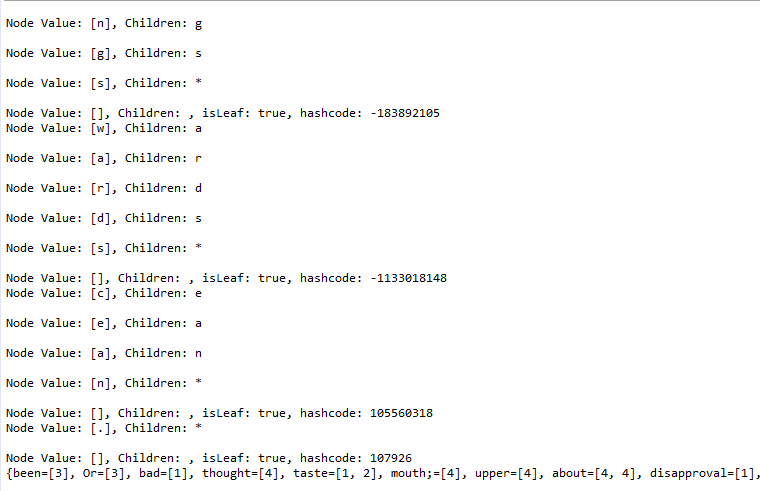 Node Value: [n], Children: g
Node Value: [g], Children: s
Node Value: [s], Children: *
Node Value: [], Children: , isLeaf: true, hashcode: -183892105
Node Value: [w], Children: a
Node Value: [a], Children: r
Node Value: [r], Children: d
Node Value: [d], Children: s
Node Value: [s], Children: *
Node Value: [], Children: , isLeaf: true, hashcode: -1133018148
Node Value: [c], Children: e
Node Value: [e], Children: a
Node Value: [a], Children: n
Node Value: [n], Children: *
Node Value: [], Children: , isLeaf: true, hashcode: 105560318
Node Value: [.], Children: *
Node Value: [], Children: , isLeaf: true, hashcode: 107926
{been=[3], Or=[3], bad=[1], thought=[4], taste=[1, 2], mouth;=[4], upper=[4], about=[4, 4], disapproval=[1],